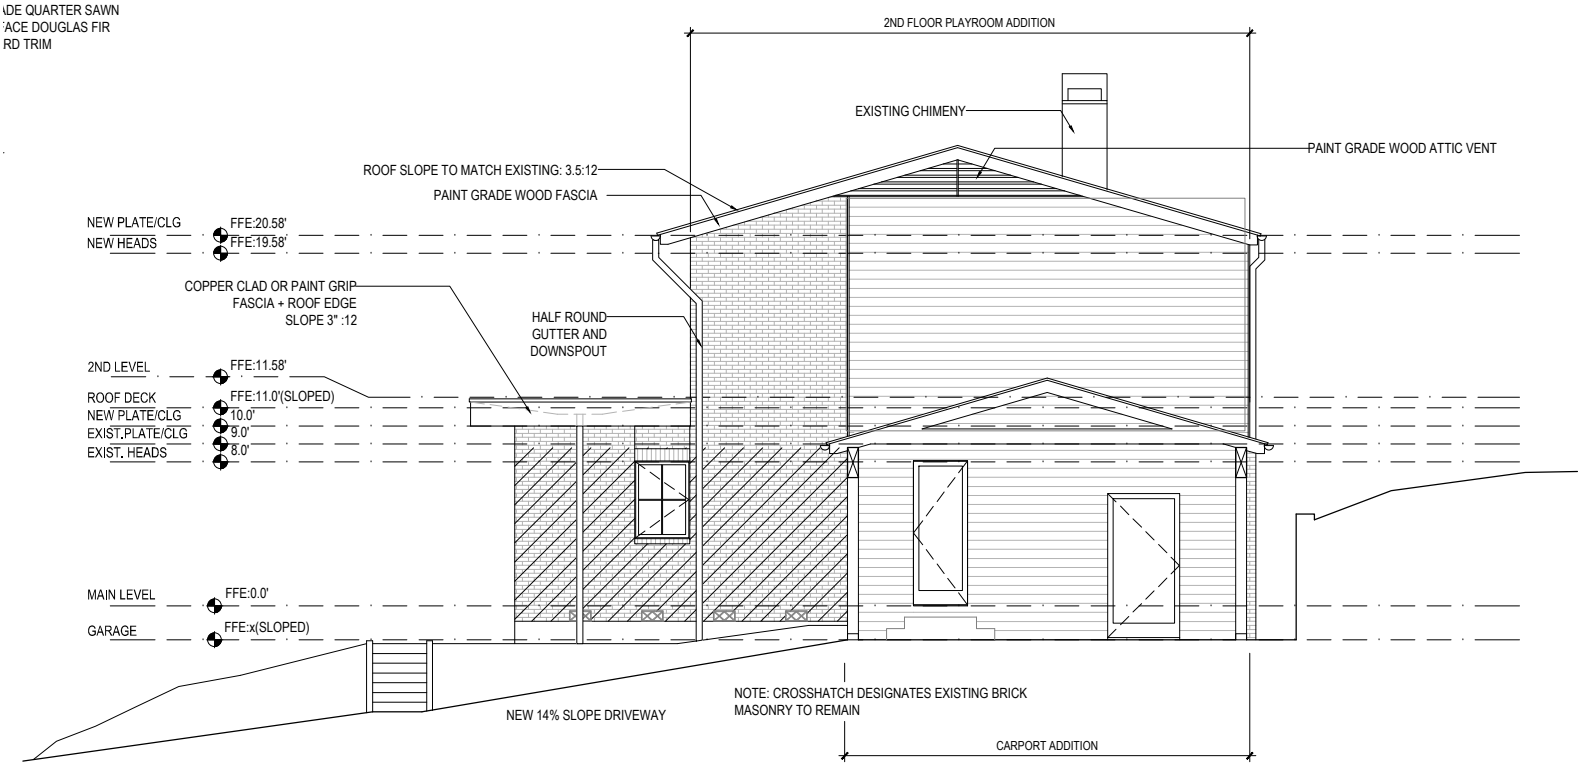 ADE QUARTER SAWN
FACE DOUGLAS FIR
RD TRIM
2ND FLOOR PLAYROOM ADDITION
EXISTING CHIMENY
PAINT GRADE WOOD ATTIC VENT
ROOF SLOPE TO MATCH EXISTING: 3.5:12
PAINT GRADE WOOD FASCIA
NEW PLATE/CLG FFE:20.58'
NEW HEADS FFE:19.58'
COPPER CLAD OR PAINT GRIP
FASCIA + ROOF EDGE
SLOPE 3" :12
HALF ROUND
GUTTER AND
DOWNSPOUT
2ND LEVEL FFE:11.58'
ROOF DECK FFE:11.0'(SLOPED)
NEW PLATE/CLG 10.0'
EXIST.PLATE/CLG 9.0'
EXIST. HEADS 8.0'
MAIN LEVEL FFE:0.0'
GARAGE FFE:x(SLOPED)
NOTE: CROSSHATCH DESIGNATES EXISTING BRICK
MASONRY TO REMAIN
NEW 14% SLOPE DRIVEWAY
CARPORT ADDITION